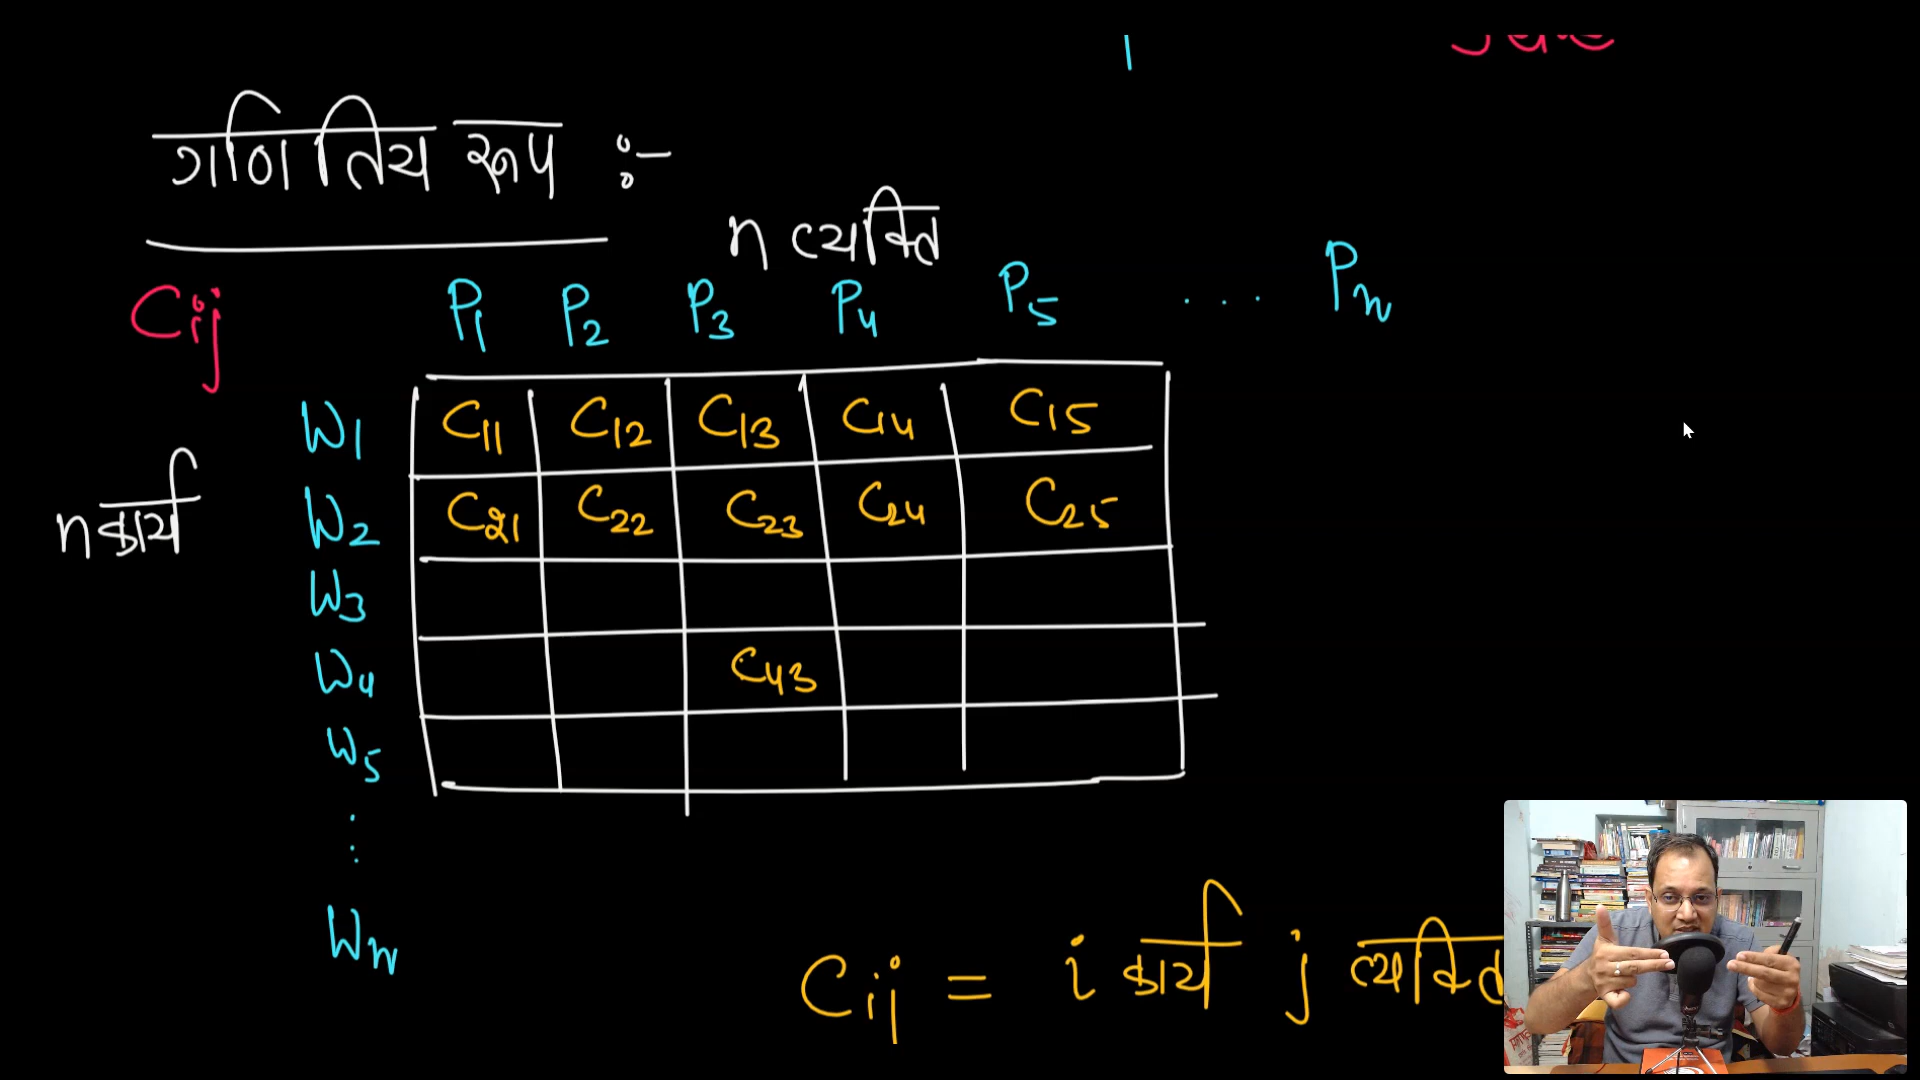 गणितिय रूप :-
n व्यक्ति
Cij P1 P2 P3 P4 P5 ... Pn
W1 C11 C12 C13 C14 C15
n कार्य W2 C21 C22 C23 C24 C25
W3
W4 C43
W5
:
Wn
Cij = i कार्य j व्यक्ति